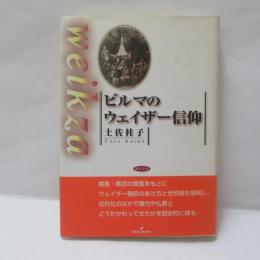 weikza
ビルマの
ウェイザー信仰
土佐桂子
Tosa Keiko
信者・集団の調査をもとに
ウェイザー信仰のあり方と世界観を解明し、
近代化のなかで権力や仏教と
どうかかわってきたかを歴史的に探る。